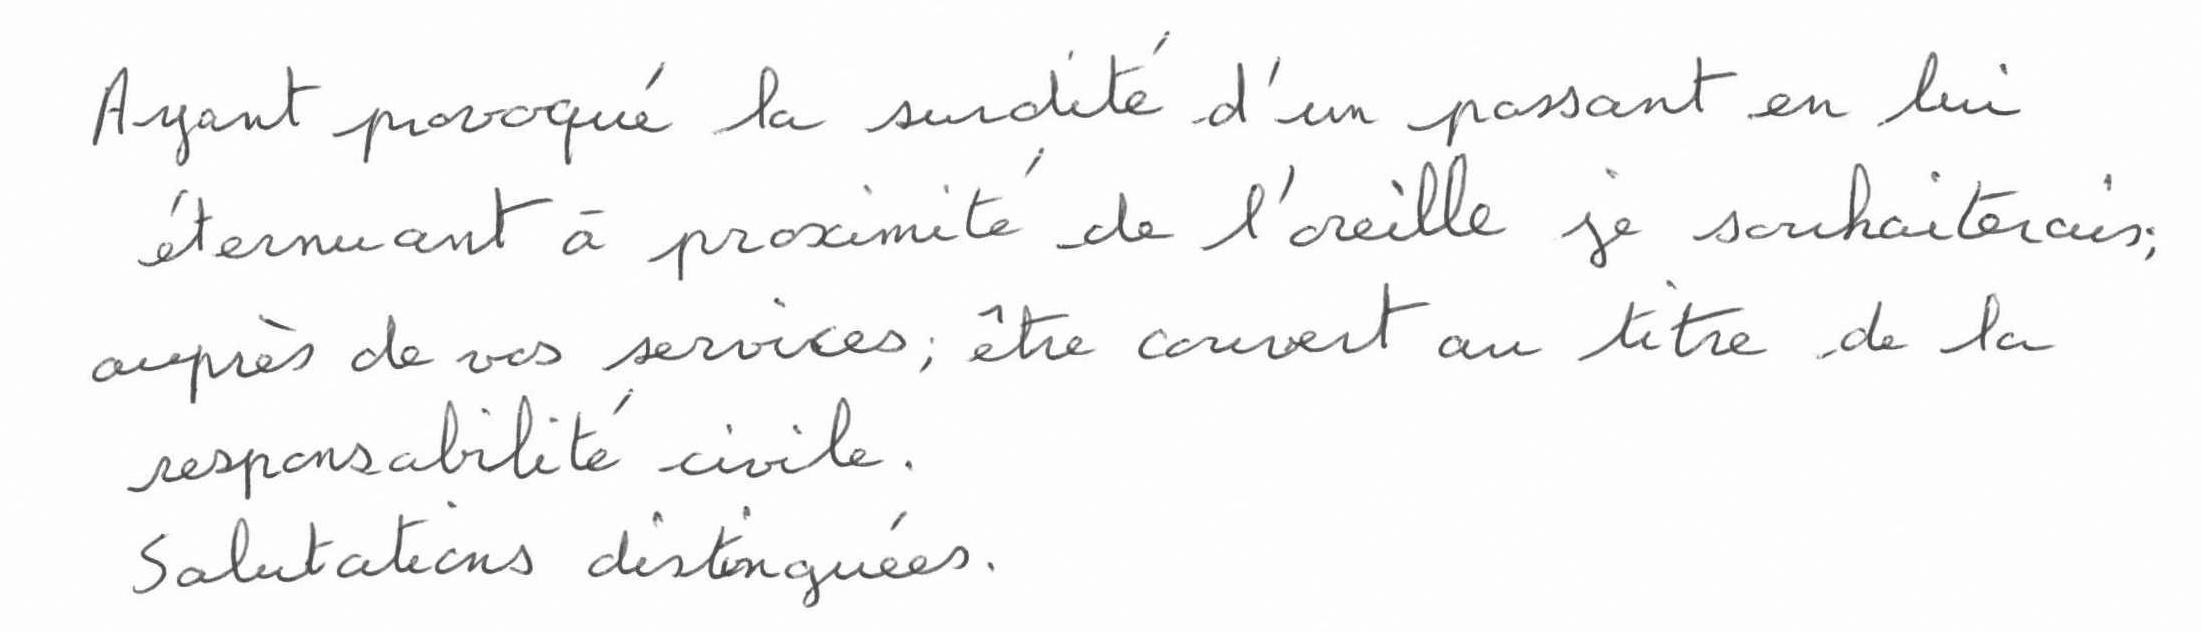 Ayant provoqué la surdité d'un passant en lui
éternuant à proximité de l'oreille je souhaiterais;
auprès de vos services; être couvert au titre de la
responsabilité civile.
Salutations distinguées.